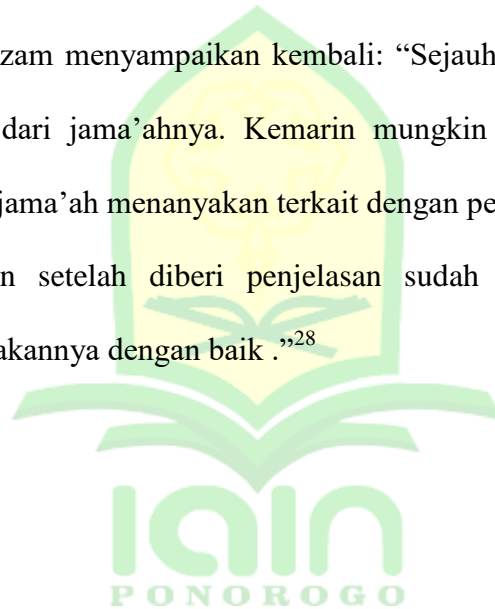 zam menyampaikan kembali: “Sejauh
dari jama’ahnya. Kemarin mungkin
jama’ah menanyakan terkait dengan pe
n setelah diberi penjelasan sudah
akannya dengan baik .”28
iain
PONOROGO